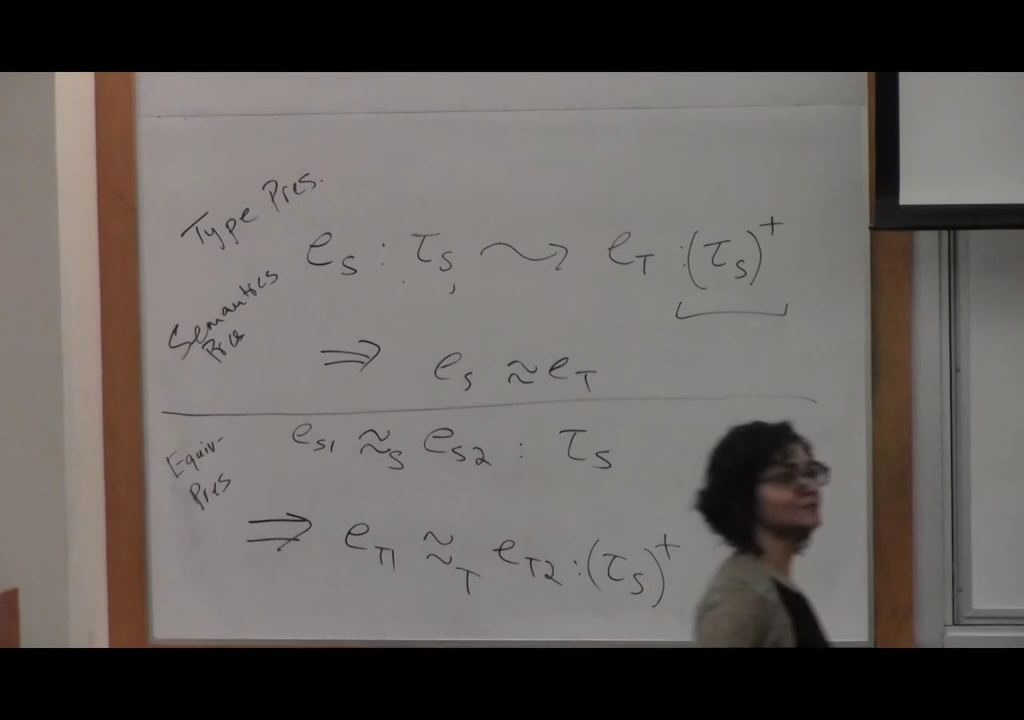 Type Pres.
e_S : τ_S, ⇝ e_T : (τ_S)^+
Semantics Pres
⇒ e_S ≈ e_T
e_S1 ≈_S e_S2 : τ_S
Equiv-Pres
⇒ e_T1 ≈_T e_T2 : (τ_S)^+